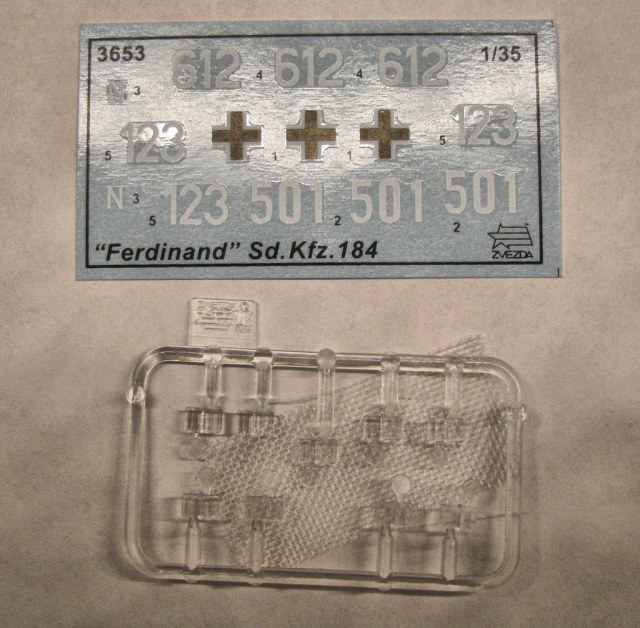 3653 612 4 612 4 612 1/35
N 3
5 123 1 1 5 123
N 3 5 123 501 2 501 2 501
"Ferdinand" Sd.Kfz.184 ZVEZDA